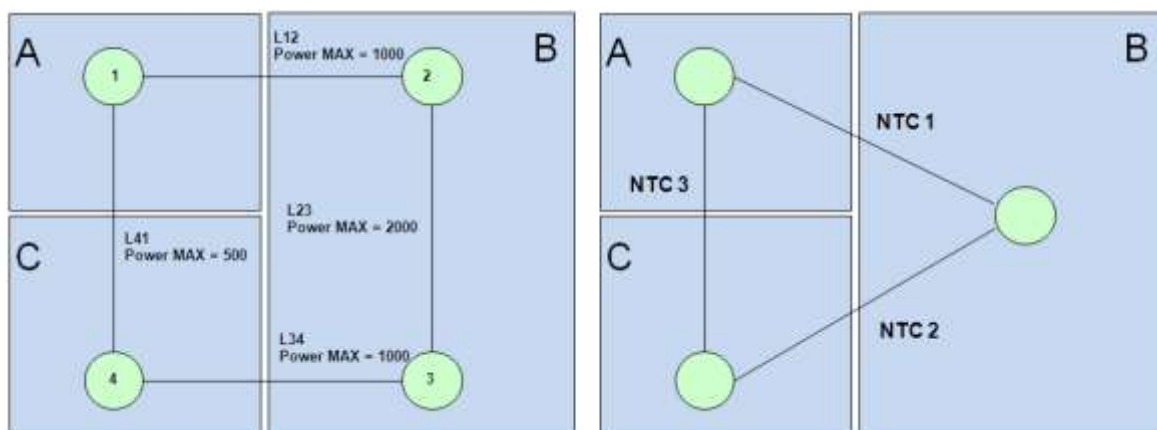 A
1
L12
Power MAX = 1000
2
B
L23
Power MAX = 2000
L41
Power MAX = 500
C
4
L34
Power MAX = 1000
3
A
B
NTC 1
NTC 3
C
NTC 2